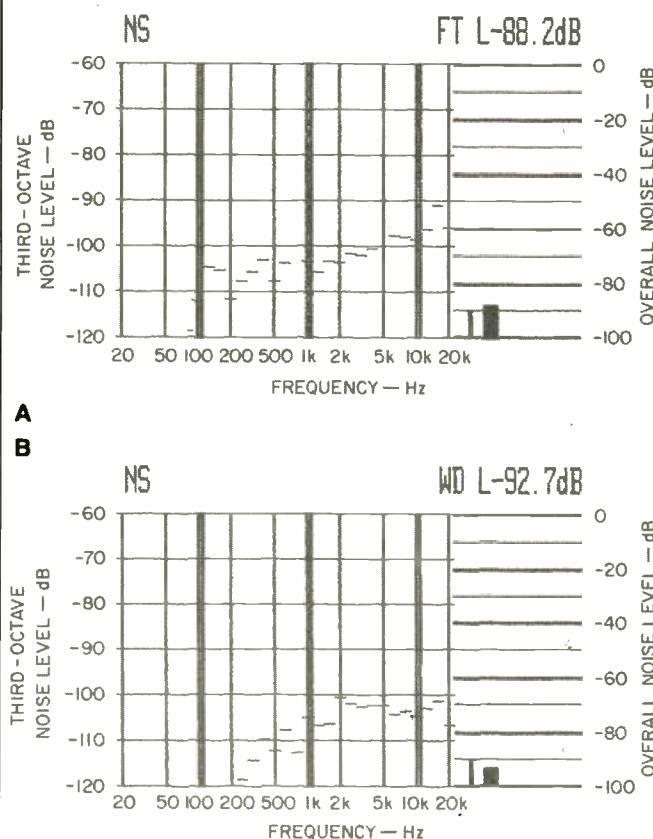 NS FT L-88.2dB
-60
-70
-80
-90
-100
-110
-120
THIRD-OCTAVE
NOISE LEVEL — dB
0
-20
-40
-60
-80
-100
OVERALL NOISE LEVEL — dB
20 50 100 200 500 1k 2k 5k 10k 20k
FREQUENCY — Hz
A
B
NS WD L-92.7dB
-60
-70
-80
-90
-100
-110
-120
THIRD-OCTAVE
NOISE LEVEL — dB
0
-20
-40
-60
-80
-100
OVERALL NOISE LEVEL — dB
20 50 100 200 500 1k 2k 5k 10k 20k
FREQUENCY — Hz